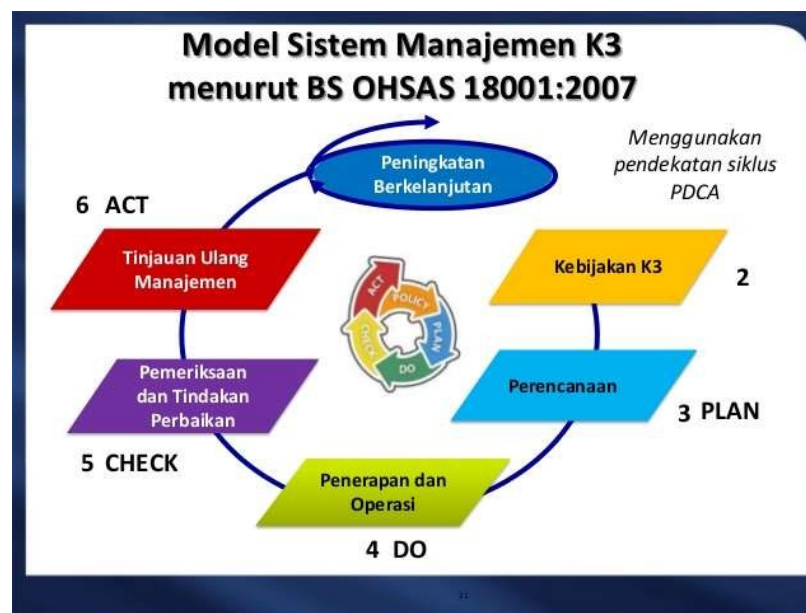 Model Sistem Manajemen K3
menurut BS OHSAS 18001:2007
Menggunakan
pendekatan siklus
PDCA
Peningkatan
Berkelanjutan
6 ACT
Tinjauan Ulang
Manajemen
Kebijakan K3
2
ACT
POLICY
PLAN
DO
CHECK
Pemeriksaan
dan Tindakan
Perbaikan
5 CHECK
Perencanaan
3 PLAN
Penerapan dan
Operasi
4 DO